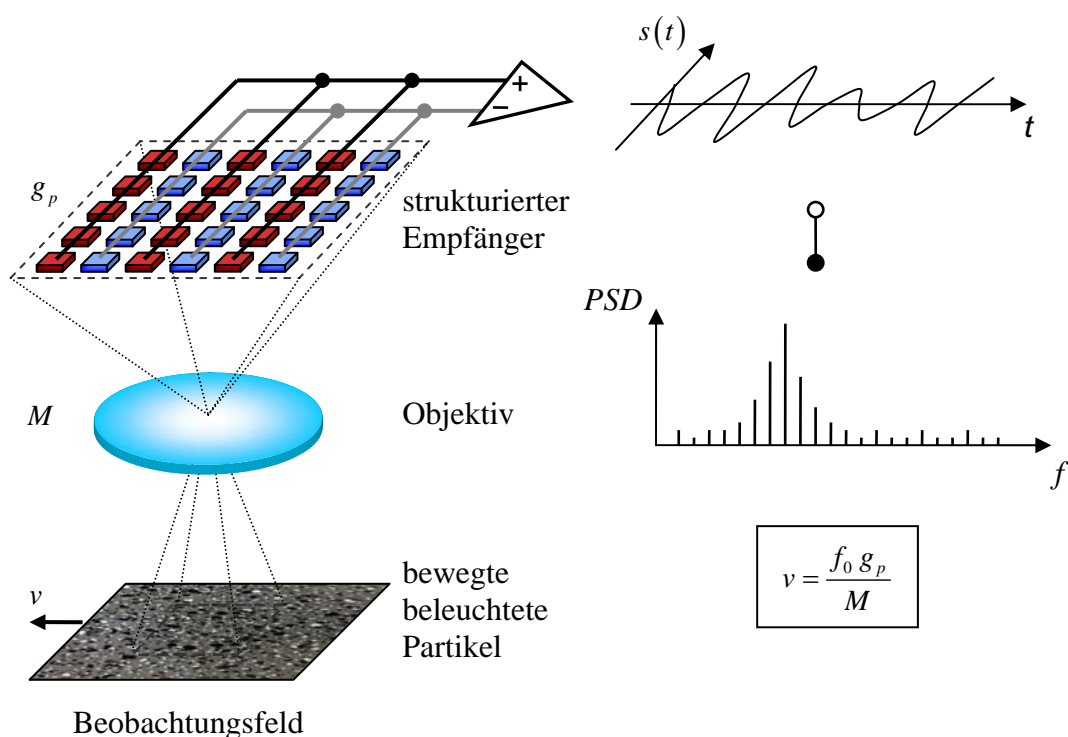 s(t)
+
−
t
g_p
strukturierter
Empfänger
PSD
M
Objektiv
f
v = f_0 g_p / M
v
bewegte
beleuchtete
Partikel
Beobachtungsfeld